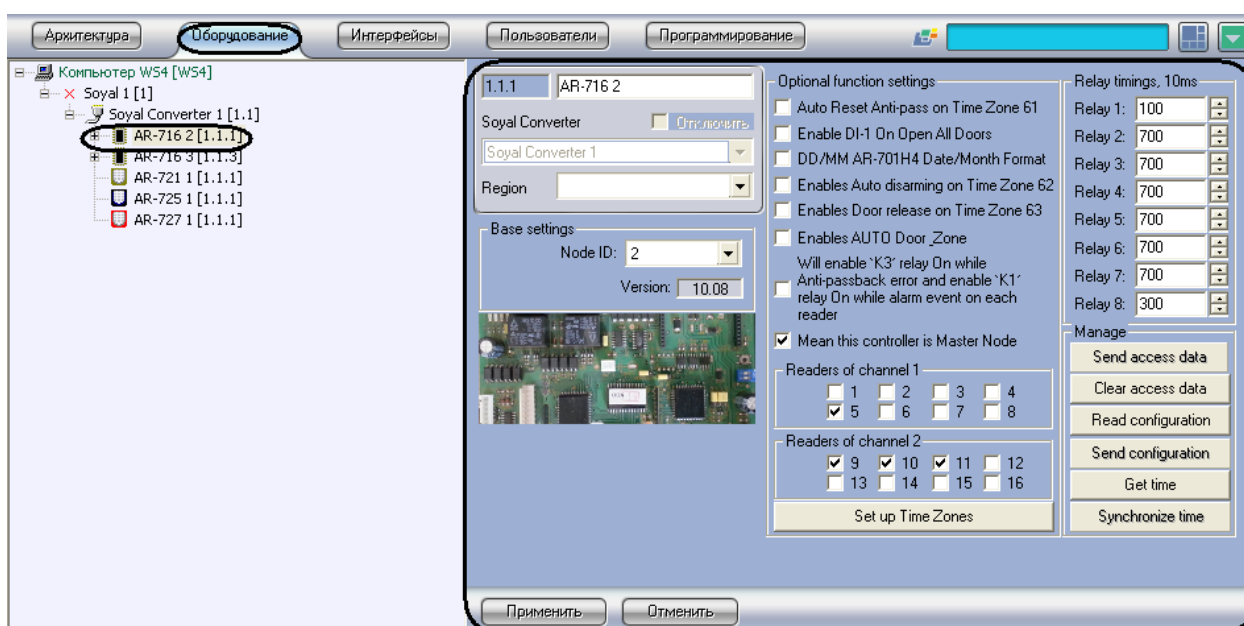 Архитектура Оборудование Интерфейсы Пользователи Программирование
Компьютер WS4 [WS4]
Soyal 1 [1]
Soyal Converter 1 [1.1]
AR-716 2 [1.1.1]
AR-716 3 [1.1.3]
AR-721 1 [1.1.1]
AR-725 1 [1.1.1]
AR-727 1 [1.1.1]
1.1.1 AR-716 2
Soyal Converter Отключить
Soyal Converter 1
Region
Base settings
Node ID: 2
Version: 10.08
Optional function settings
Auto Reset Anti-pass on Time Zone 61
Enable DI-1 On Open All Doors
DD/MM AR-701H4 Date/Month Format
Enables Auto disarming on Time Zone 62
Enables Door release on Time Zone 63
Enables AUTO Door_Zone
Will enable `K3´ relay On while
Anti-passback error and enable `K1´
relay On while alarm event on each
reader
Mean this controller is Master Node
Readers of channel 1
1 2 3 4
5 6 7 8
Readers of channel 2
9 10 11 12
13 14 15 16
Set up Time Zones
Relay timings, 10ms
Relay 1: 100
Relay 2: 700
Relay 3: 700
Relay 4: 700
Relay 5: 700
Relay 6: 700
Relay 7: 700
Relay 8: 300
Manage
Send access data
Clear access data
Read configuration
Send configuration
Get time
Synchronize time
Применить Отменить